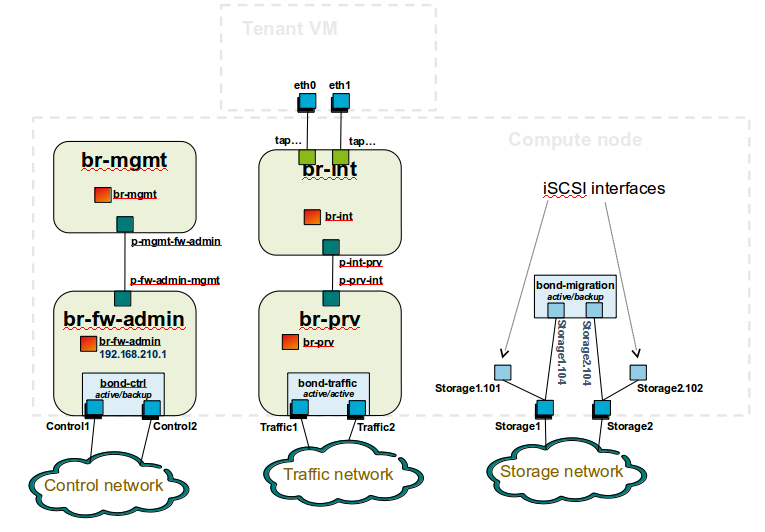 Tenant VM
eth0
eth1
tap...
tap...
Compute node
br-mgmt
br-mgmt
p-mgmt-fw-admin
p-fw-admin-mgmt
br-fw-admin
br-fw-admin
192.168.210.1
bond-ctrl
active/backup
Control1
Control2
Control network
br-int
br-int
p-int-prv
p-prv-int
br-prv
br-prv
bond-traffic
active/active
Traffic1
Traffic2
Traffic network
iSCSI interfaces
bond-migration
active/backup
Storage1.104
Storage2.104
Storage1.101
Storage2.102
Storage1
Storage2
Storage network